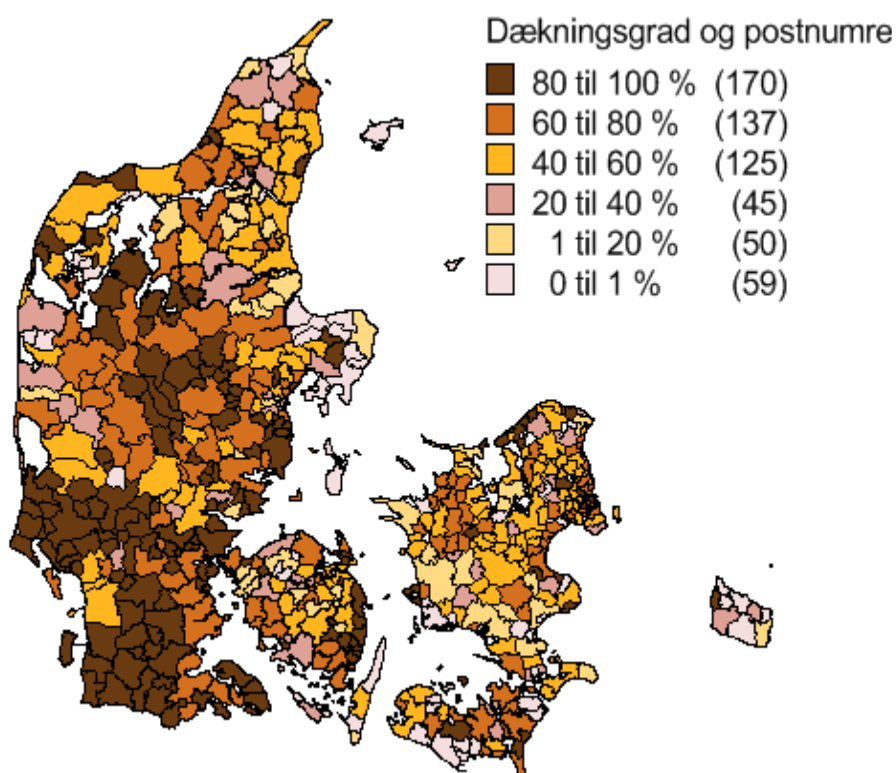 Dækningsgrad og postnumre
80 til 100 % (170)
60 til 80 % (137)
40 til 60 % (125)
20 til 40 % (45)
1 til 20 % (50)
0 til 1 % (59)